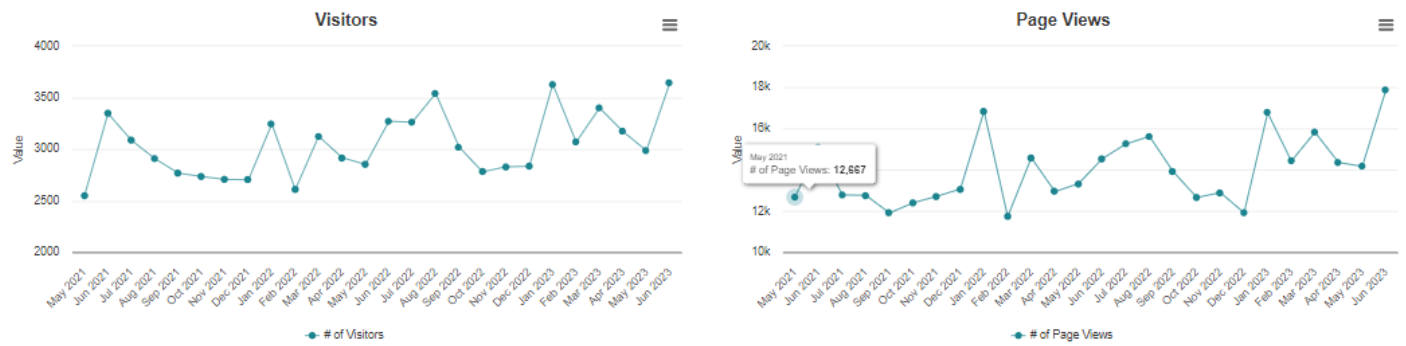 Visitors
4000
3500
3000
2500
2000
Value
May 2021
Jun 2021
Jul 2021
Aug 2021
Sep 2021
Oct 2021
Nov 2021
Dec 2021
Jan 2022
Feb 2022
Mar 2022
Apr 2022
May 2022
Jun 2022
Jul 2022
Aug 2022
Sep 2022
Oct 2022
Nov 2022
Dec 2022
Jan 2023
Feb 2023
Mar 2023
Apr 2023
May 2023
Jun 2023
# of Visitors
Page Views
20k
18k
16k
12k
10k
Value
May 2021
# of Page Views: 12,667
May 2021
Jun 2021
Jul 2021
Aug 2021
Sep 2021
Oct 2021
Nov 2021
Dec 2021
Jan 2022
Feb 2022
Mar 2022
Apr 2022
May 2022
Jun 2022
Jul 2022
Aug 2022
Sep 2022
Oct 2022
Nov 2022
Dec 2022
Jan 2023
Feb 2023
Mar 2023
Apr 2023
May 2023
Jun 2023
# of Page Views